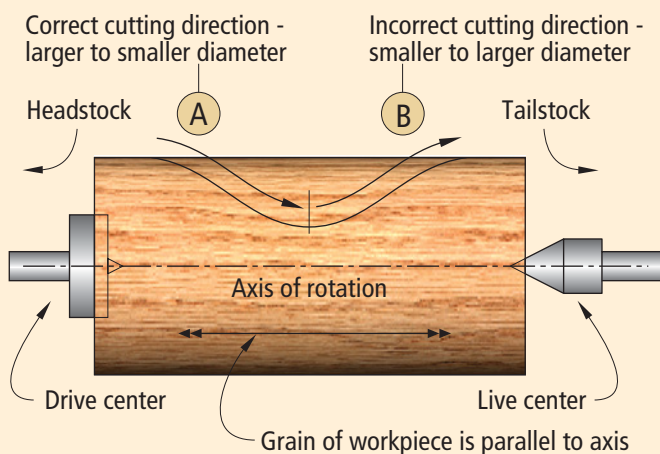 Correct cutting direction -
larger to smaller diameter
Incorrect cutting direction -
smaller to larger diameter
A
B
Headstock
Tailstock
Axis of rotation
Drive center
Live center
Grain of workpiece is parallel to axis